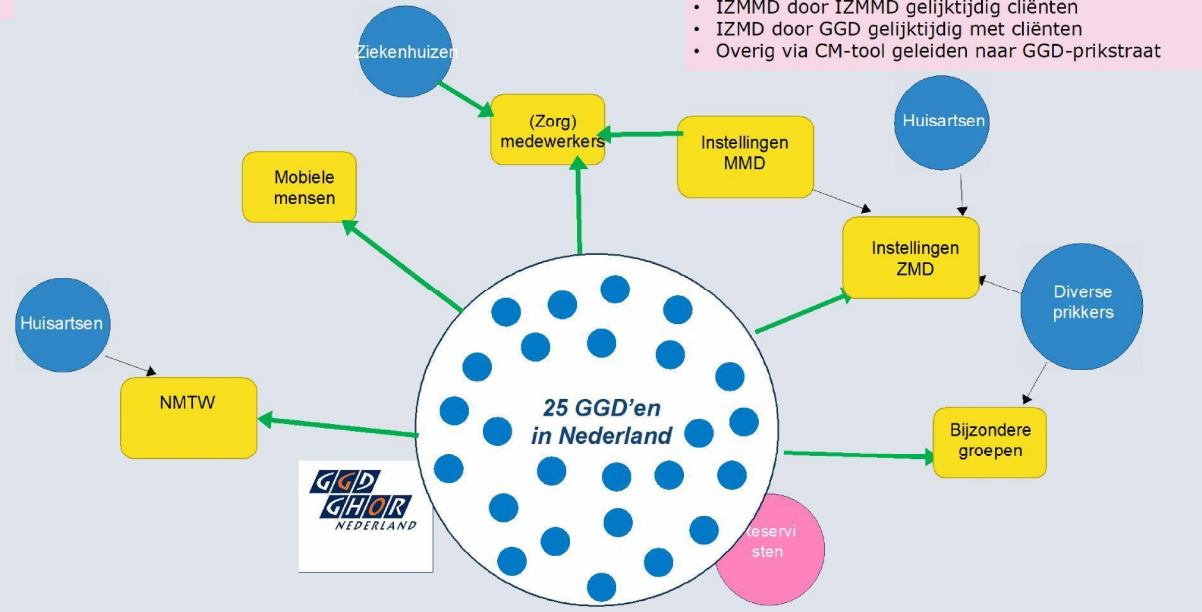 • IZMMD door IZMMD gelijktijdig cliënten
• IZMD door GGD gelijktijdig met cliënten
• Overig via CM-tool geleiden naar GGD-prikstraat
Ziekenhuizen
(Zorg)
medewerkers
Instellingen
MMD
Huisartsen
Mobiele
mensen
Instellingen
ZMD
Diverse
prikkers
Huisartsen
NMTW
25 GGD'en
in Nederland
Bijzondere
groepen
GGD
GHOR
NEDERLAND
eservi
sten